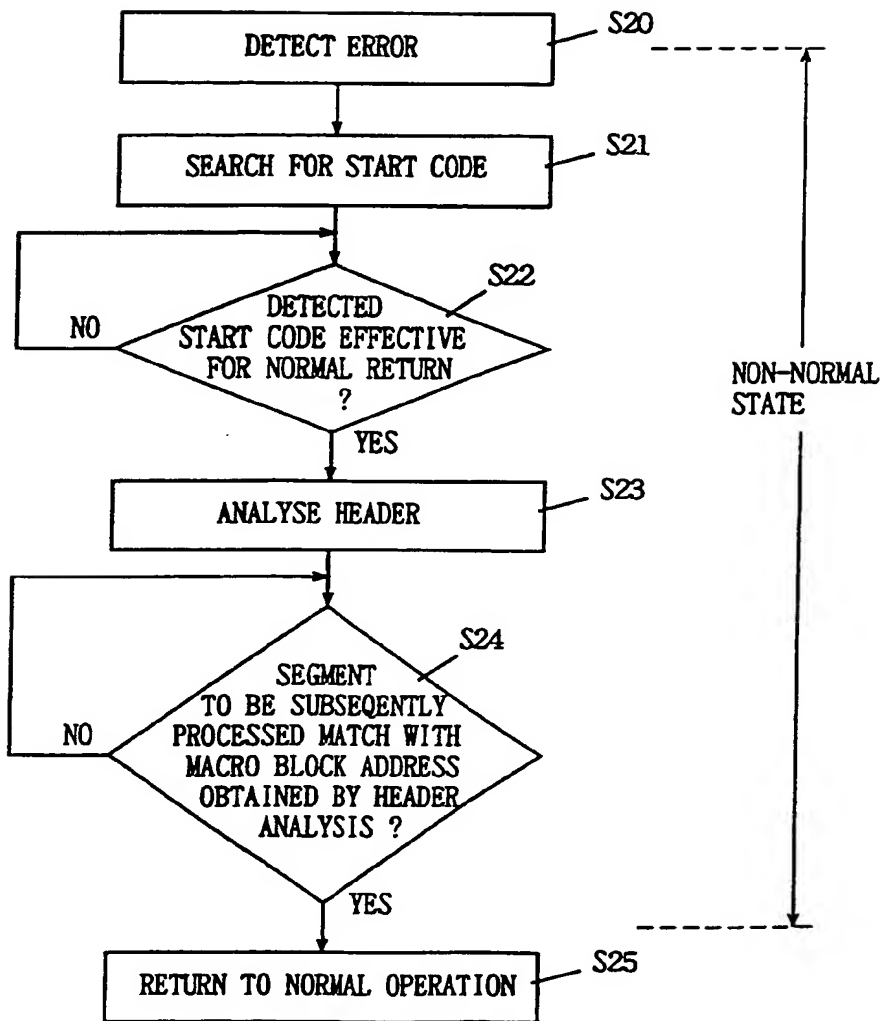 DETECT ERROR
S20
SEARCH FOR START CODE
S21
S22
DETECTED
START CODE EFFECTIVE
FOR NORMAL RETURN
?
NO
YES
NON-NORMAL
STATE
ANALYSE HEADER
S23
S24
SEGMENT
TO BE SUBSEQENTLY
PROCESSED MATCH WITH
MACRO BLOCK ADDRESS
OBTAINED BY HEADER
ANALYSIS ?
NO
YES
RETURN TO NORMAL OPERATION
S25